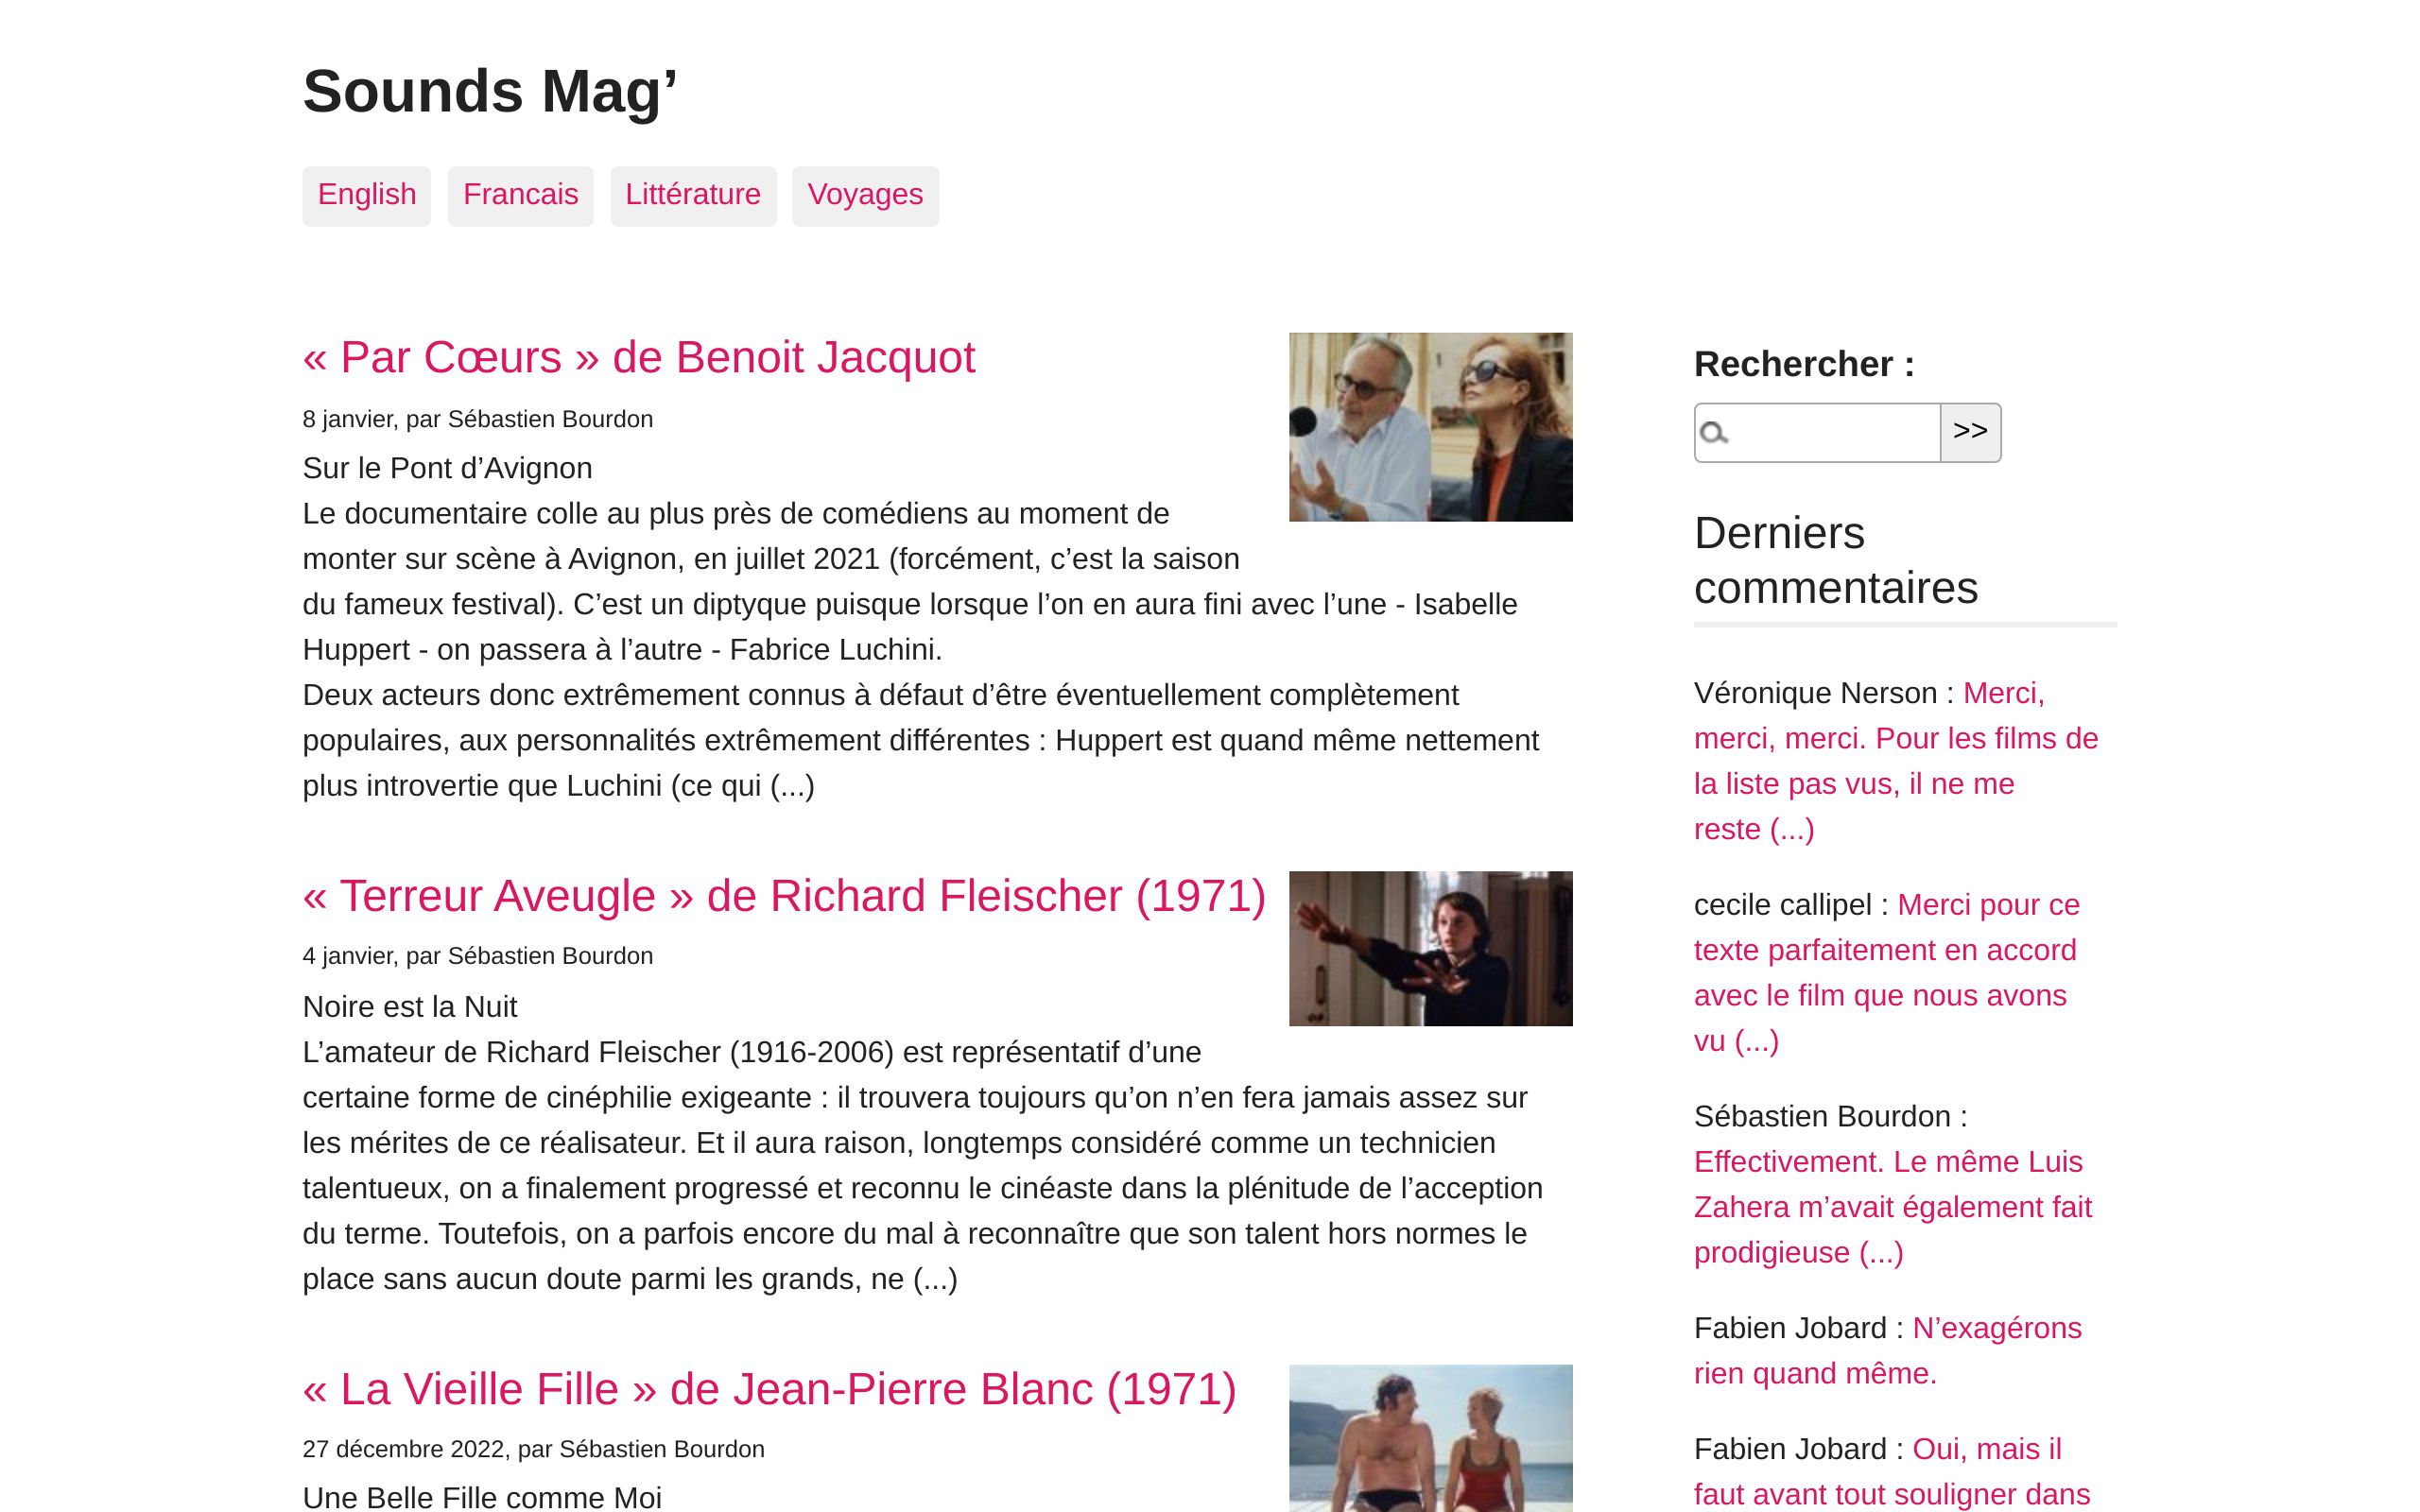 Sounds Mag’
English Francais Littérature Voyages
« Par Cœurs » de Benoit Jacquot
8 janvier, par Sébastien Bourdon
Sur le Pont d’Avignon
Le documentaire colle au plus près de comédiens au moment de
monter sur scène à Avignon, en juillet 2021 (forcément, c’est la saison
du fameux festival). C’est un diptyque puisque lorsque l’on en aura fini avec l’une - Isabelle
Huppert - on passera à l’autre - Fabrice Luchini.
Deux acteurs donc extrêmement connus à défaut d’être éventuellement complètement
populaires, aux personnalités extrêmement différentes : Huppert est quand même nettement
plus introvertie que Luchini (ce qui (...)
« Terreur Aveugle » de Richard Fleischer (1971)
4 janvier, par Sébastien Bourdon
Noire est la Nuit
L’amateur de Richard Fleischer (1916-2006) est représentatif d’une
certaine forme de cinéphilie exigeante : il trouvera toujours qu’on n’en fera jamais assez sur
les mérites de ce réalisateur. Et il aura raison, longtemps considéré comme un technicien
talentueux, on a finalement progressé et reconnu le cinéaste dans la plénitude de l’acception
du terme. Toutefois, on a parfois encore du mal à reconnaître que son talent hors normes le
place sans aucun doute parmi les grands, ne (...)
« La Vieille Fille » de Jean-Pierre Blanc (1971)
27 décembre 2022, par Sébastien Bourdon
Une Belle Fille comme Moi
Rechercher :
>>
Derniers
commentaires
Véronique Nerson : Merci,
merci, merci. Pour les films de
la liste pas vus, il ne me
reste (...)
cecile callipel : Merci pour ce
texte parfaitement en accord
avec le film que nous avons
vu (...)
Sébastien Bourdon :
Effectivement. Le même Luis
Zahera m’avait également fait
prodigieuse (...)
Fabien Jobard : N’exagérons
rien quand même.
Fabien Jobard : Oui, mais il
faut avant tout souligner dans